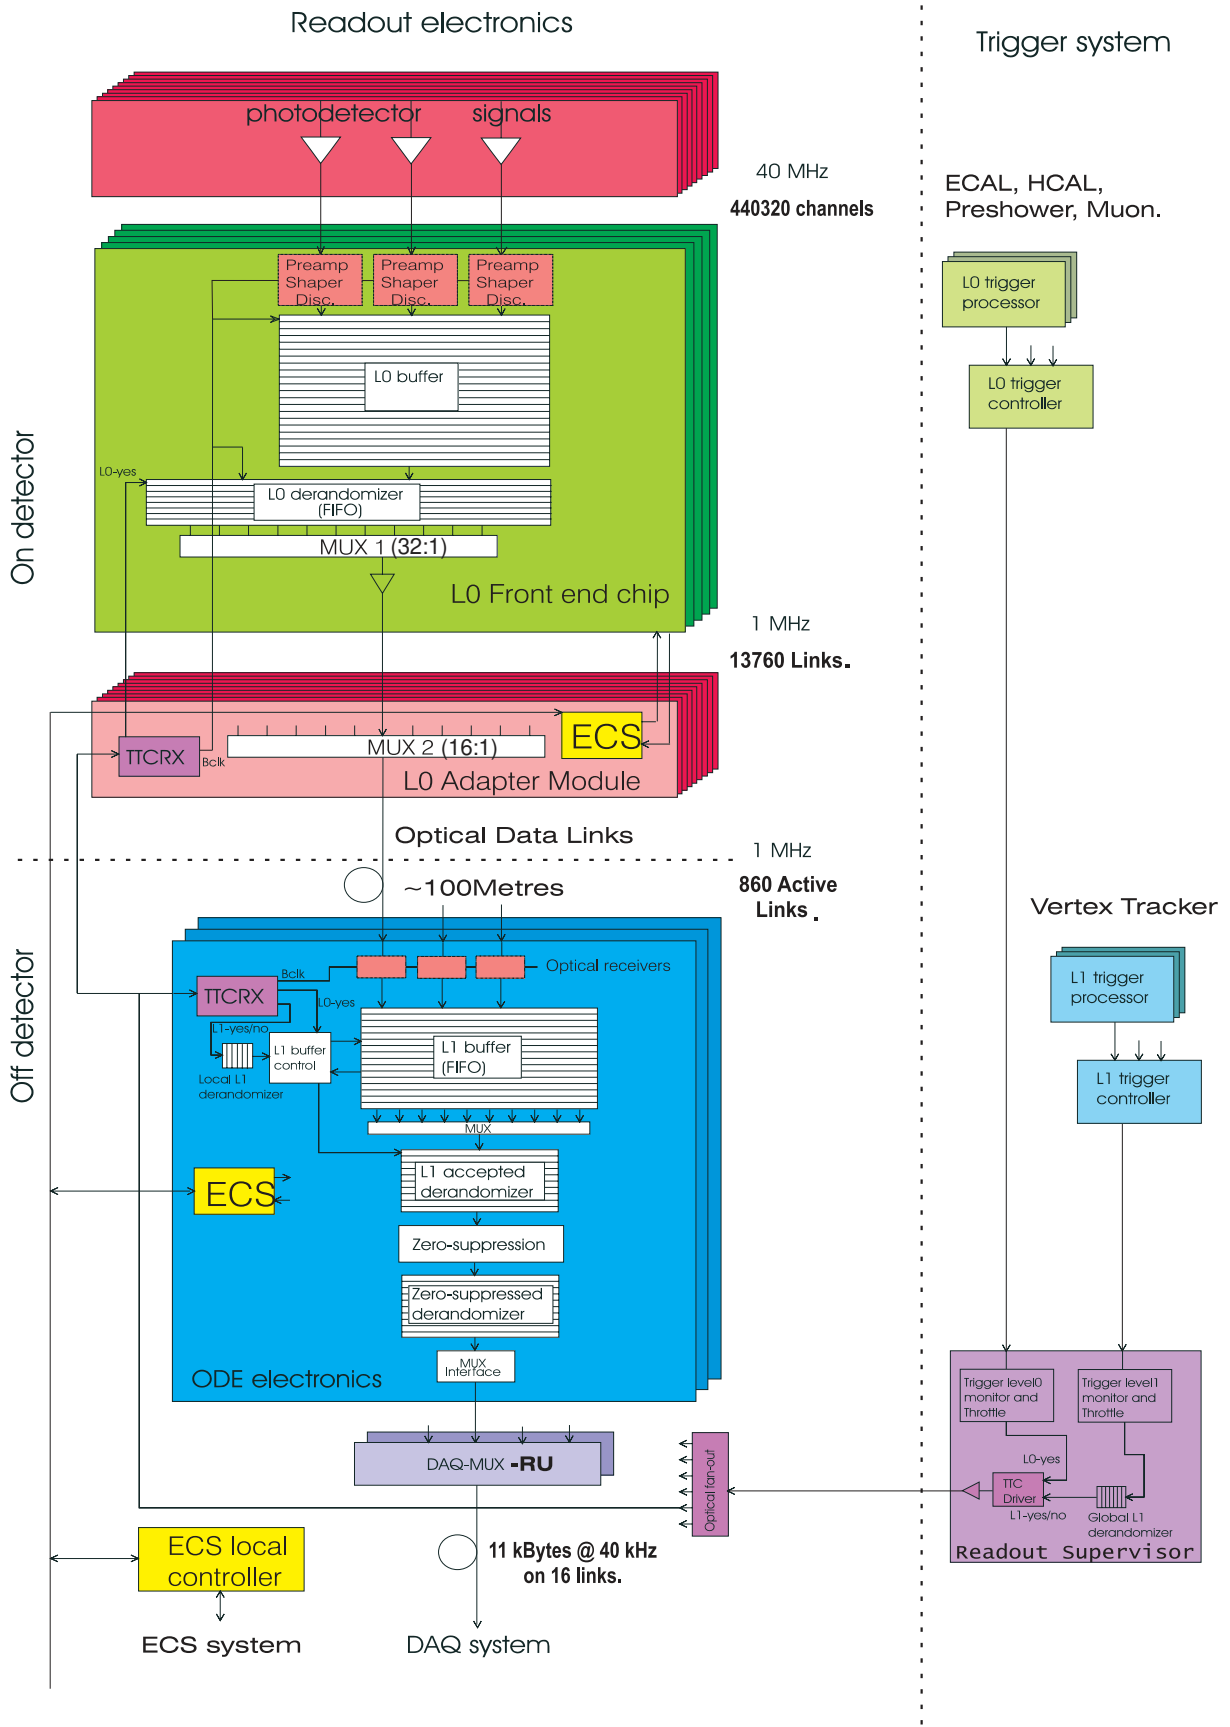 Readout electronics
Trigger system
photodetector signals
40 MHz
440320 channels
ECAL, HCAL,
Preshower, Muon.
Preamp
Shaper
Disc.
Preamp
Shaper
Disc.
Preamp
Shaper
Disc.
L0 trigger
processor
L0 buffer
L0 trigger
controller
On detector
L0-yes
L0 derandomizer
(FIFO)
MUX 1 (32:1)
L0 Front end chip
1 MHz
13760 Links.
ECS
TTCRX
Bclk
MUX 2 (16:1)
L0 Adapter Module
Optical Data Links
1 MHz
~100Metres
860 Active
Links .
Vertex Tracker
Off detector
Optical receivers
Bclk
TTCRX
L0-yes
L1-yes/no
L1 buffer
control
Local L1
derandomizer
L1 buffer
(FIFO)
MUX
L1 trigger
processor
L1 trigger
controller
L1 accepted
derandomizer
ECS
Zero-suppression
Zero-suppressed
derandomizer
MUX
Interface
ODE electronics
Trigger level0
monitor and
Throttle
Trigger level1
monitor and
Throttle
DAQ-MUX -RU
Optical fan-out
L0-yes
TTC
Driver
L1-yes/no
Global L1
derandomizer
Readout Supervisor
ECS local
controller
11 kBytes @ 40 kHz
on 16 links.
ECS system
DAQ system